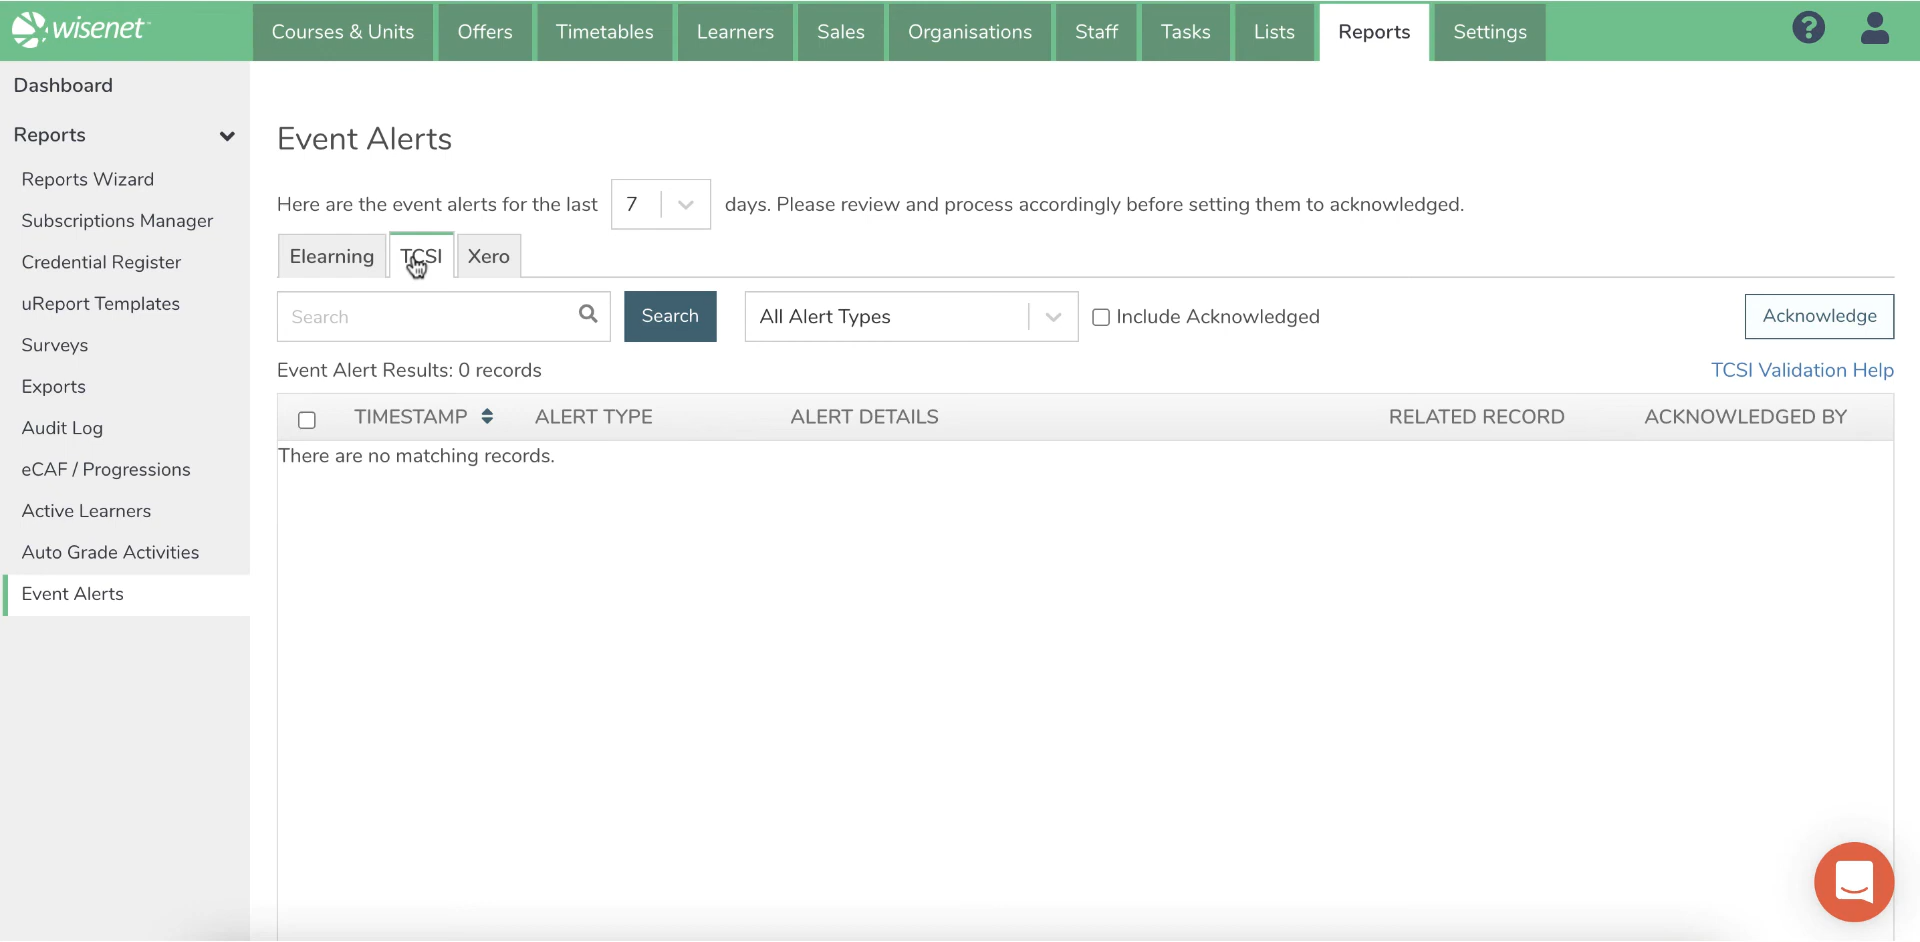 wisenet
Courses & Units
Offers
Timetables
Learners
Sales
Organisations
Staff
Tasks
Lists
Reports
Settings
?
Dashboard
Reports
Reports Wizard
Subscriptions Manager
Credential Register
uReport Templates
Surveys
Exports
Audit Log
eCAF / Progressions
Active Learners
Auto Grade Activities
Event Alerts
Event Alerts
Here are the event alerts for the last 7 days. Please review and process accordingly before setting them to acknowledged.
Elearning TCSI Xero
Search Search All Alert Types Include Acknowledged Acknowledge
Event Alert Results: 0 records TCSI Validation Help
TIMESTAMP ALERT TYPE ALERT DETAILS RELATED RECORD ACKNOWLEDGED BY
There are no matching records.